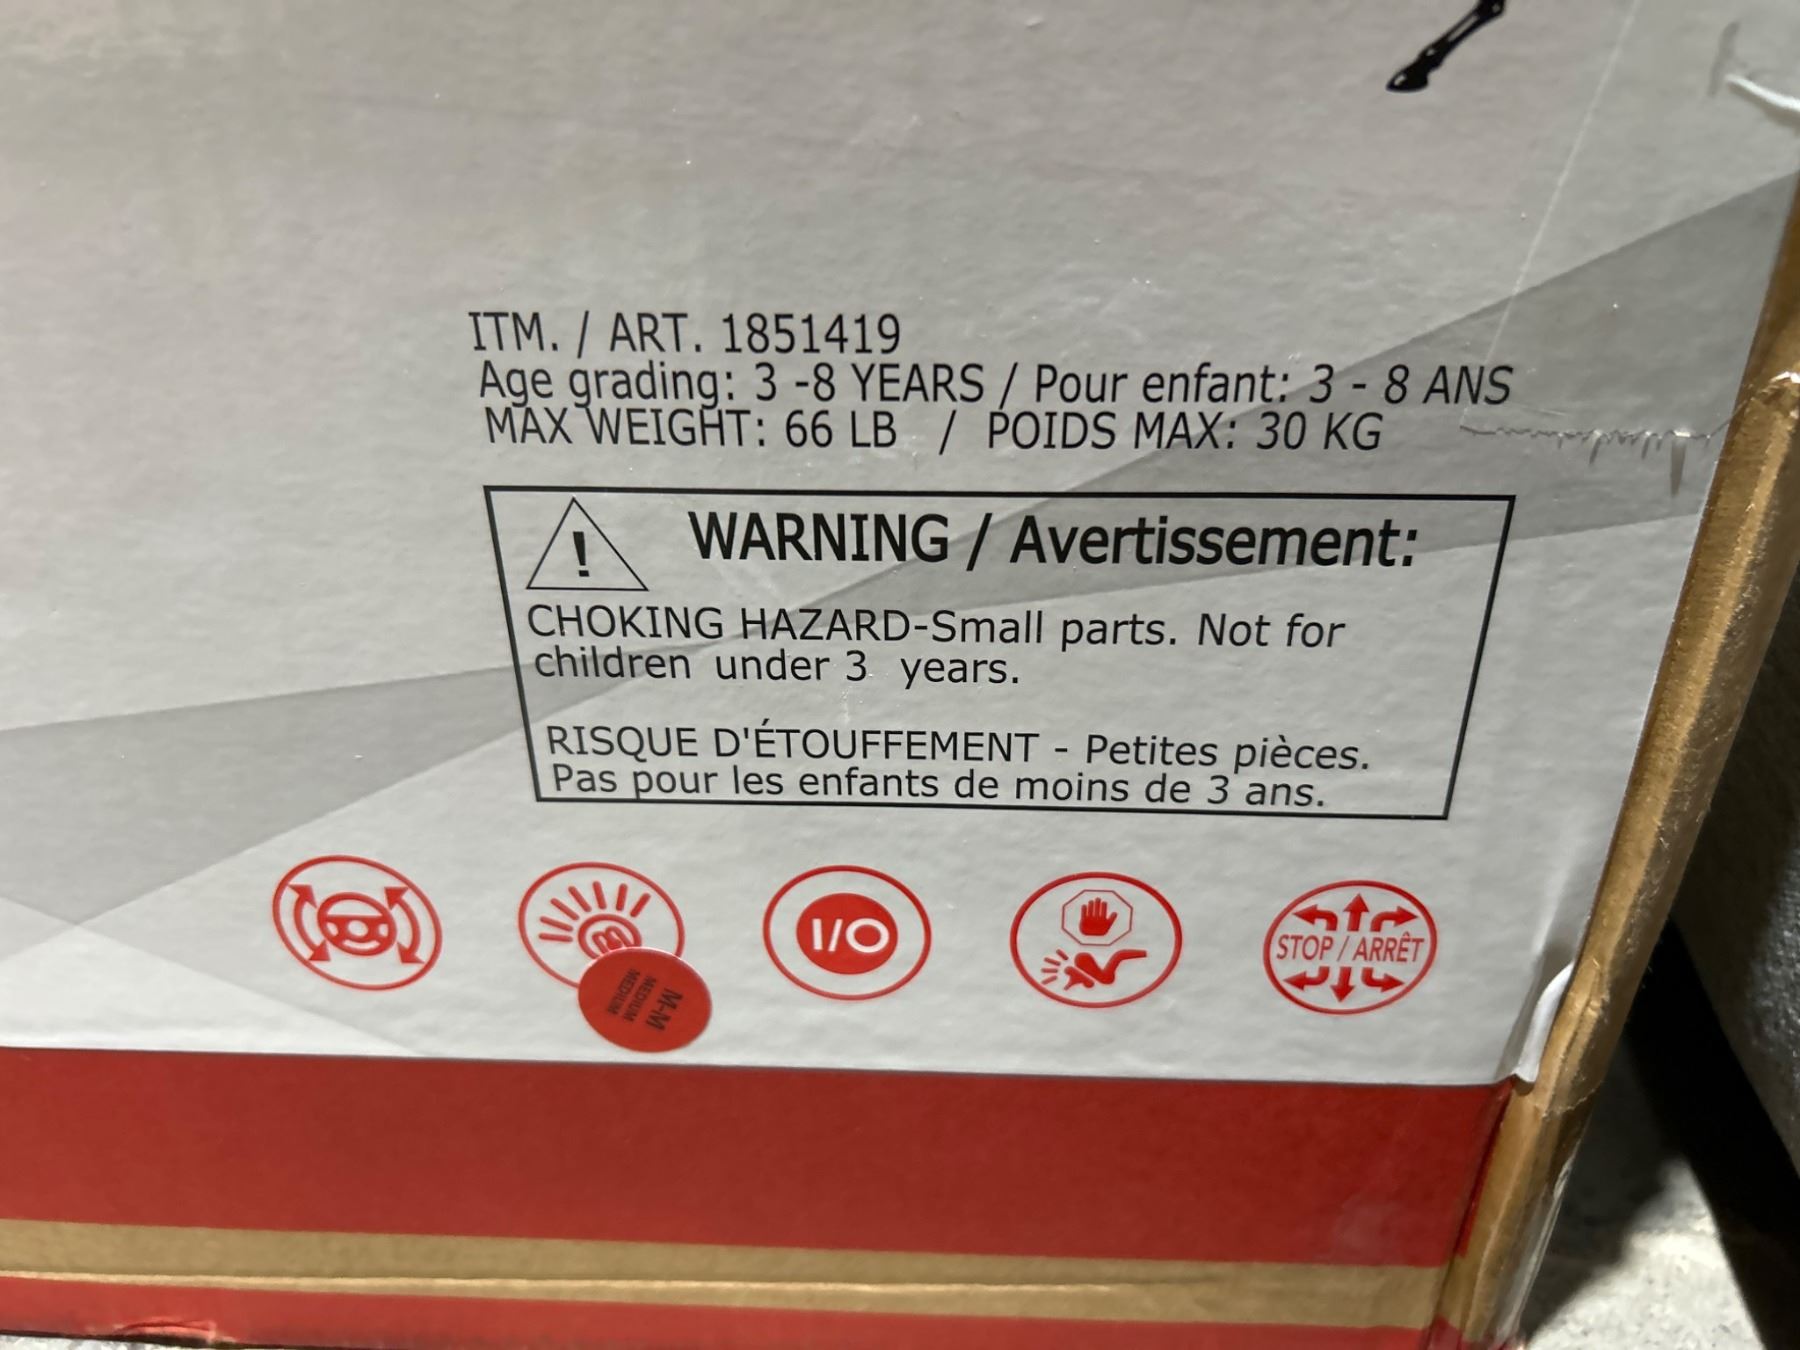 ITM. / ART. 1851419
Age grading: 3 -8 YEARS / Pour enfant: 3 - 8 ANS
MAX WEIGHT: 66 LB / POIDS MAX: 30 KG
! WARNING / Avertissement:
CHOKING HAZARD-Small parts. Not for
children under 3 years.
RISQUE D'ÉTOUFFEMENT - Petites pièces.
Pas pour les enfants de moins de 3 ans.
I/O
STOP / ARRÊT
M-M
MEDIUM
MEDIUM